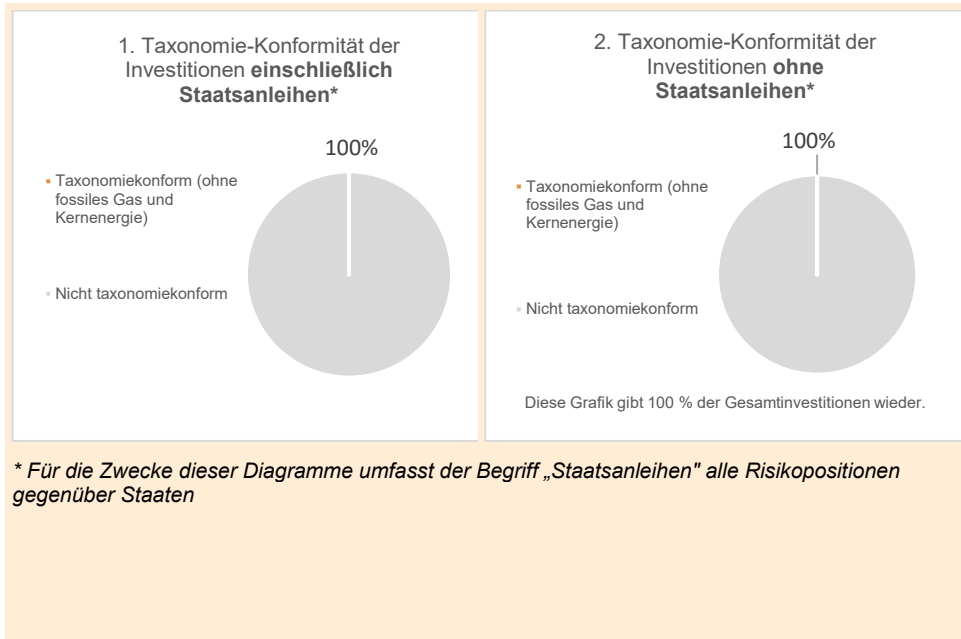 1. Taxonomie-Konformität der
Investitionen einschließlich
Staatsanleihen*
100%
Taxonomiekonform (ohne
fossiles Gas und
Kernenergie)
Nicht taxonomiekonform
2. Taxonomie-Konformität der
Investitionen ohne
Staatsanleihen*
100%
Taxonomiekonform (ohne
fossiles Gas und
Kernenergie)
Nicht taxonomiekonform
Diese Grafik gibt 100 % der Gesamtinvestitionen wieder.
* Für die Zwecke dieser Diagramme umfasst der Begriff „Staatsanleihen" alle Risikopositionen
gegenüber Staaten